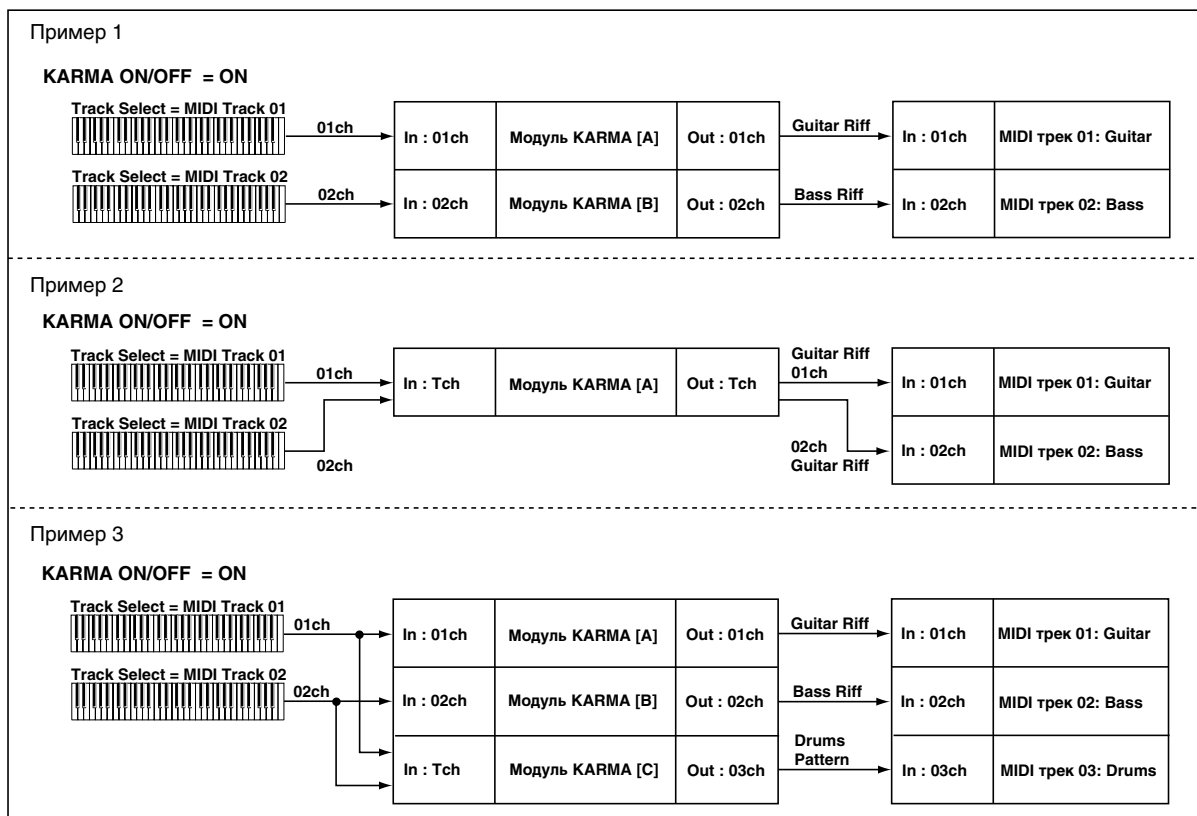 Пример 1
KARMA ON/OFF = ON
Track Select = MIDI Track 01
01ch
In : 01ch
Модуль KARMA [A]
Out : 01ch
Guitar Riff
In : 01ch
MIDI трек 01: Guitar
Track Select = MIDI Track 02
02ch
In : 02ch
Модуль KARMA [B]
Out : 02ch
Bass Riff
In : 02ch
MIDI трек 02: Bass
Пример 2
KARMA ON/OFF = ON
Track Select = MIDI Track 01
01ch
In : Tch
Модуль KARMA [A]
Out : Tch
Guitar Riff
01ch
In : 01ch
MIDI трек 01: Guitar
Track Select = MIDI Track 02
02ch
02ch
Guitar Riff
In : 02ch
MIDI трек 02: Bass
Пример 3
KARMA ON/OFF = ON
Track Select = MIDI Track 01
01ch
In : 01ch
Модуль KARMA [A]
Out : 01ch
Guitar Riff
In : 01ch
MIDI трек 01: Guitar
Track Select = MIDI Track 02
02ch
In : 02ch
Модуль KARMA [B]
Out : 02ch
Bass Riff
In : 02ch
MIDI трек 02: Bass
In : Tch
Модуль KARMA [C]
Out : 03ch
Drums
Pattern
In : 03ch
MIDI трек 03: Drums